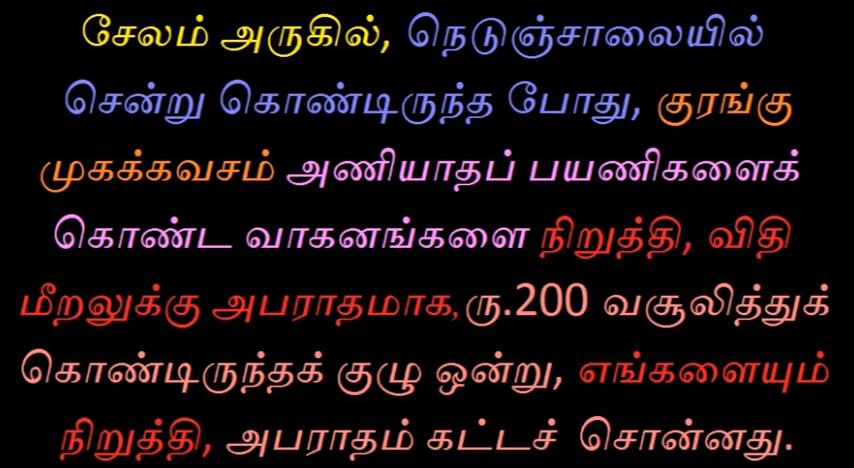 சேலம் அருகில், நெடுஞ்சாலையில்
சென்று கொண்டிருந்த போது, குரங்கு
முகக்கவசம் அணியாதப் பயணிகளைக்
கொண்ட வாகனங்களை நிறுத்தி, விதி
மீறலுக்கு அபராதமாக,ரு.200 வசூலித்துக்
கொண்டிருந்தக் குழு ஒன்று, எங்களையும்
நிறுத்தி, அபராதம் கட்டச் சொன்னது.